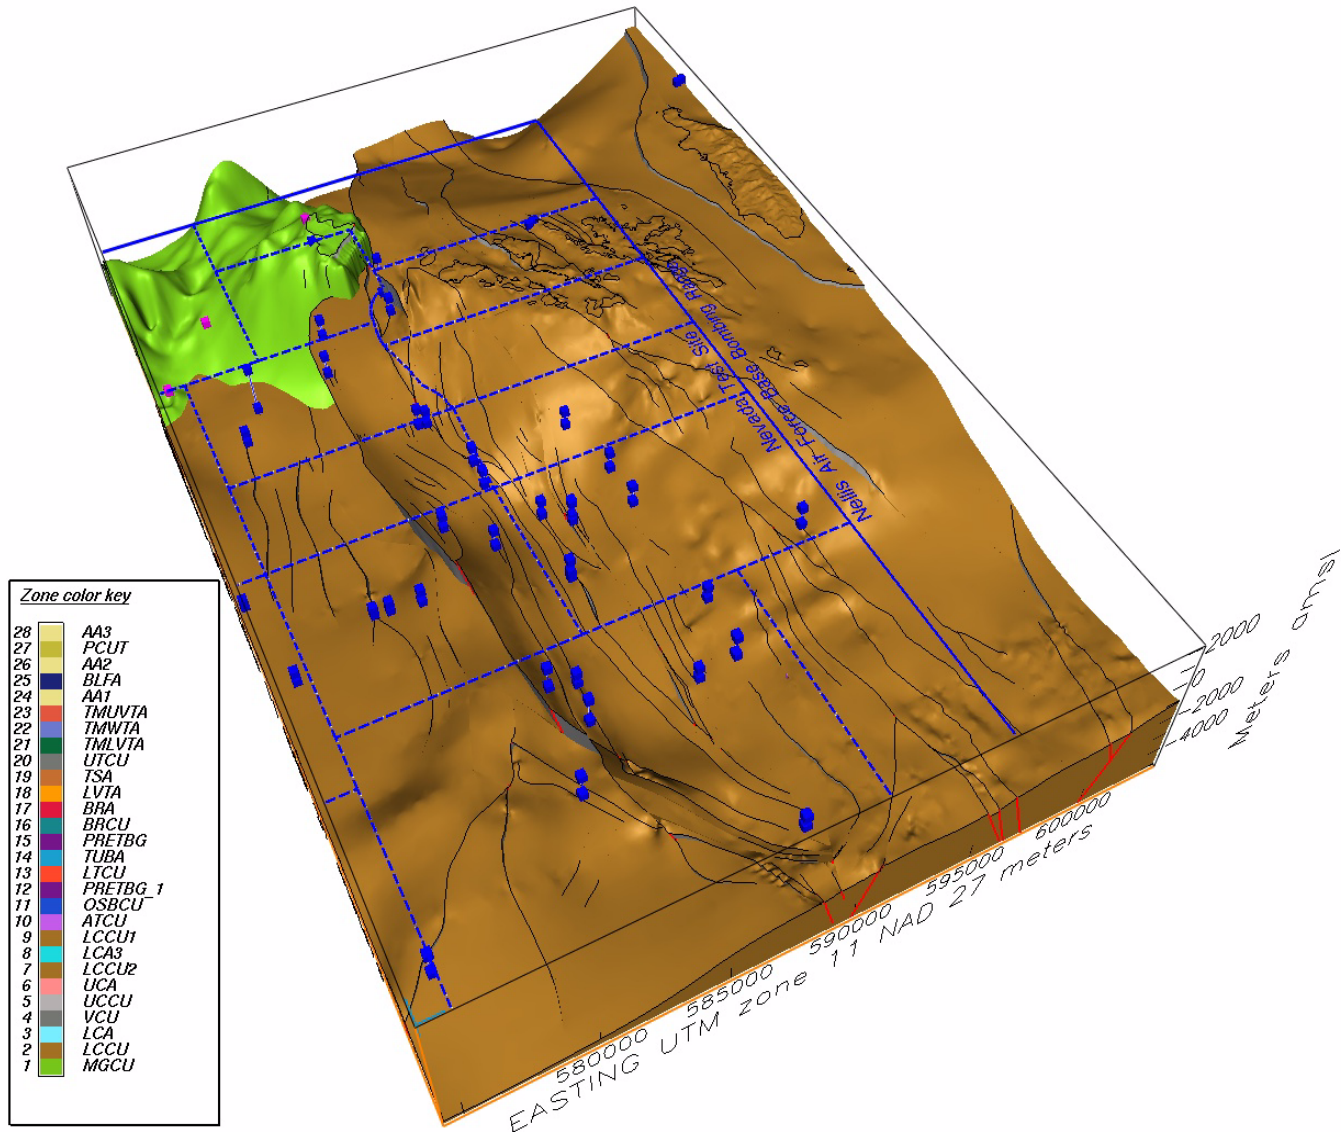 Nevada Test Site
Nellis Air Force Base Bombing Range
Zone color key
28 AA3
27 PCUT
26 AA2
25 BLFA
24 AA1
23 TMUVTA
22 TMWTA
21 TMLVTA
20 UTCU
19 TSA
18 LVTA
17 BRA
16 BRCU
15 PRETBG
14 TUBA
13 LTCU
12 PRETBG_1
11 OSBCU
10 ATCU
9 LCCU1
8 LCA3
7 LCCU2
6 UCA
5 UCCU
4 VCU
3 LCA
2 LCCU
1 MGCU
2000
0
-2000
-4000
Meters amsl
580000
585000
590000
595000
600000
EASTING UTM zone 11 NAD 27 meters